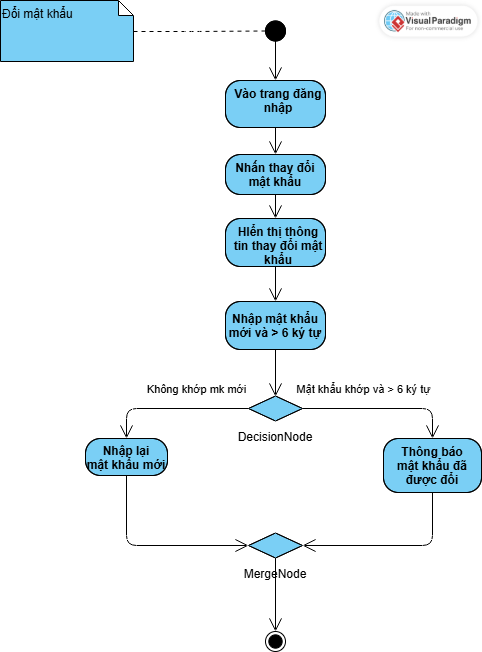 Đổi mật khẩu
Made with
Visual Paradigm
For non-commercial use
Vào trang đăng
nhập
Nhấn thay đổi
mật khẩu
Hiển thị thông
tin thay đổi mật
khẩu
Nhập mật khẩu
mới và > 6 ký tự
Không khớp mk mới
Mật khẩu khớp và > 6 ký tự
DecisionNode
Nhập lại
mật khẩu mới
Thông báo
mật khẩu đã
được đổi
MergeNode